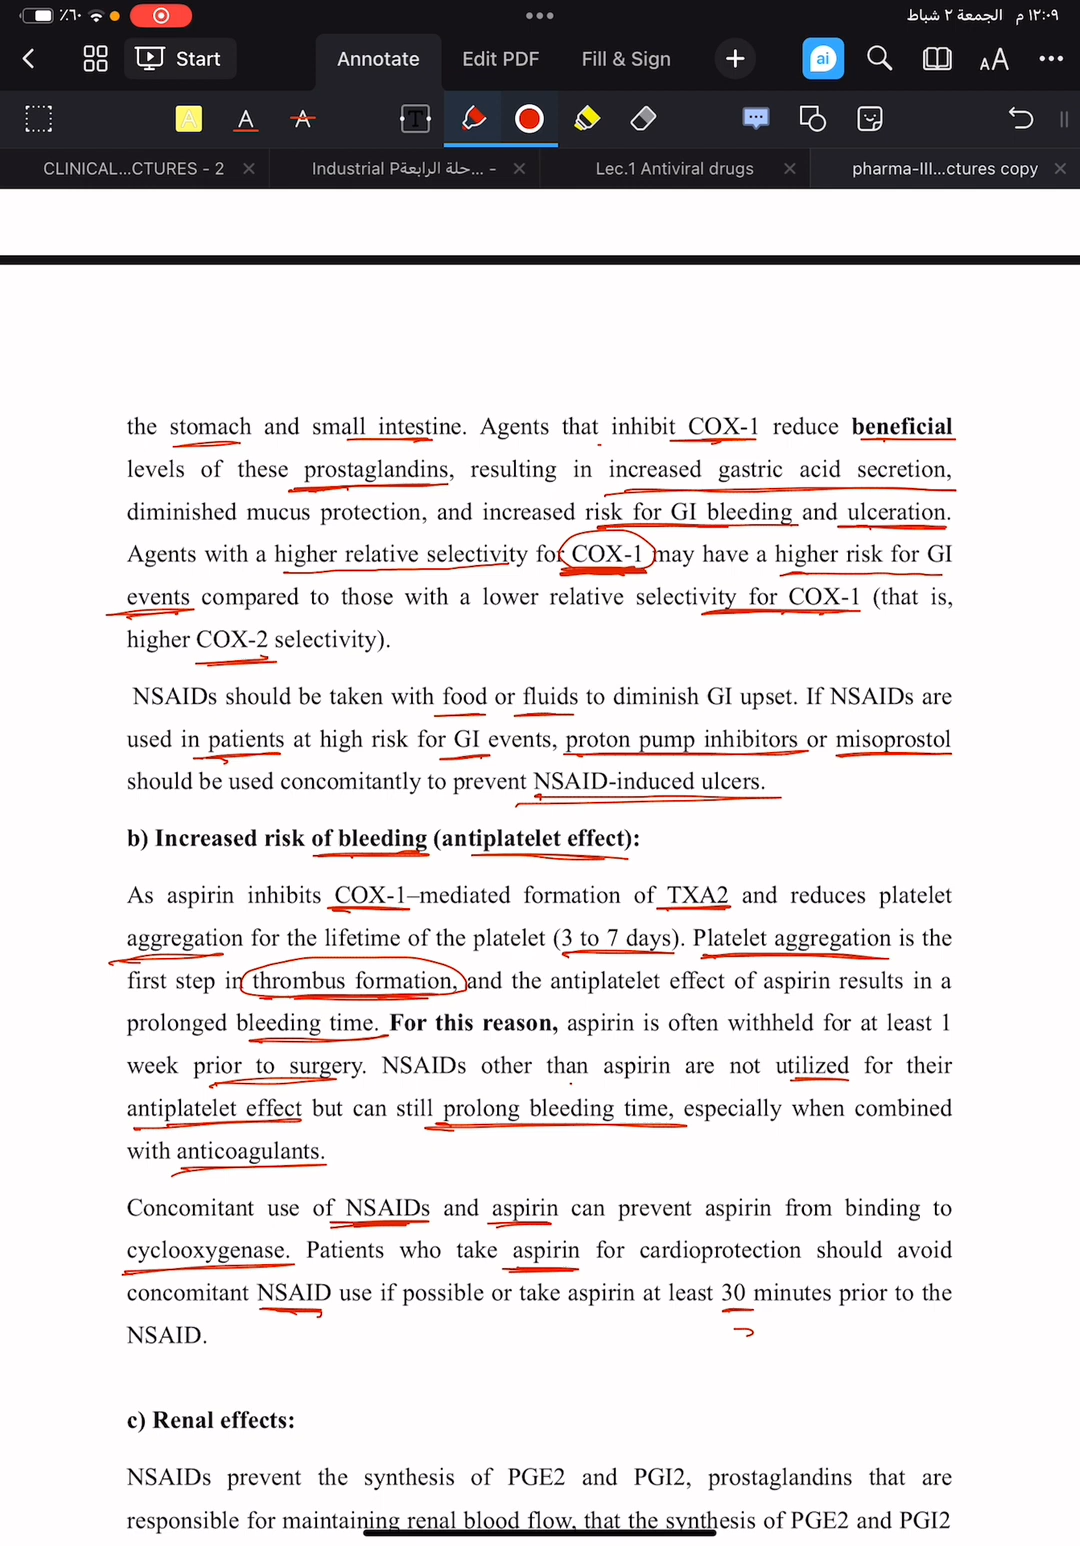 ٪٦٠
١٢:٠٩ م الجمعة ٢ شباط
Start
Annotate
Edit PDF
Fill & Sign
ai
AA
A
A
A
T
CLINICAL...CTURES - 2
Industrial Pحلة الرابعة... -
Lec.1 Antiviral drugs
pharma-III...ctures copy
the stomach and small intestine. Agents that inhibit COX-1 reduce beneficial
levels of these prostaglandins, resulting in increased gastric acid secretion,
diminished mucus protection, and increased risk for GI bleeding and ulceration.
Agents with a higher relative selectivity for COX-1 may have a higher risk for GI
events compared to those with a lower relative selectivity for COX-1 (that is,
higher COX-2 selectivity).
NSAIDs should be taken with food or fluids to diminish GI upset. If NSAIDs are
used in patients at high risk for GI events, proton pump inhibitors or misoprostol
should be used concomitantly to prevent NSAID-induced ulcers.
b) Increased risk of bleeding (antiplatelet effect):
As aspirin inhibits COX-1–mediated formation of TXA2 and reduces platelet
aggregation for the lifetime of the platelet (3 to 7 days). Platelet aggregation is the
first step in thrombus formation, and the antiplatelet effect of aspirin results in a
prolonged bleeding time. For this reason, aspirin is often withheld for at least 1
week prior to surgery. NSAIDs other than aspirin are not utilized for their
antiplatelet effect but can still prolong bleeding time, especially when combined
with anticoagulants.
Concomitant use of NSAIDs and aspirin can prevent aspirin from binding to
cyclooxygenase. Patients who take aspirin for cardioprotection should avoid
concomitant NSAID use if possible or take aspirin at least 30 minutes prior to the
NSAID.
c) Renal effects:
NSAIDs prevent the synthesis of PGE2 and PGI2, prostaglandins that are
responsible for maintaining renal blood flow, that the synthesis of PGE2 and PGI2